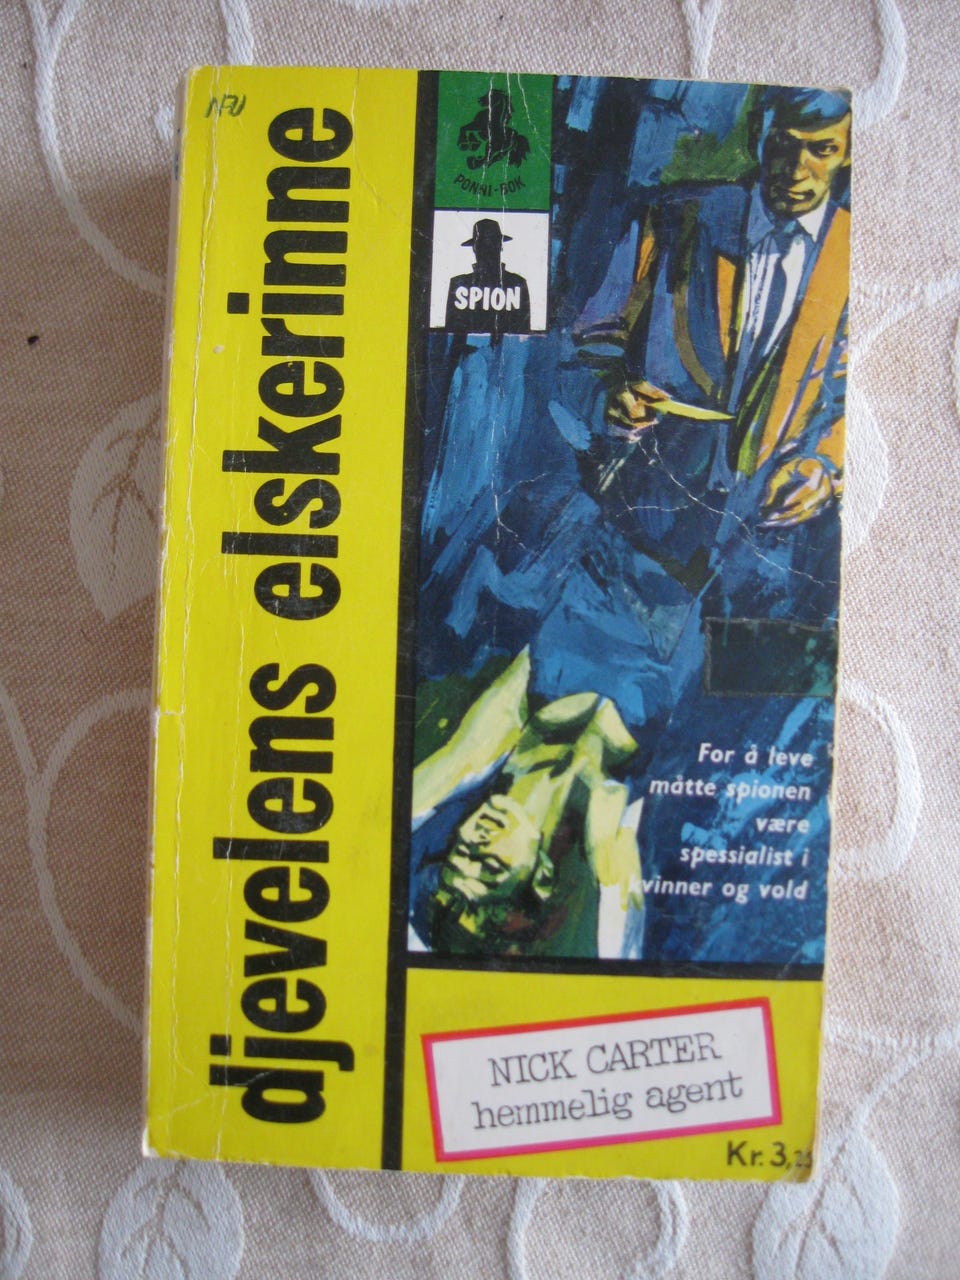 djevelens elskerinne
PONNI-BOK
SPION
For å leve
måtte spionen
være
spessialist i
kvinner og vold
NICK CARTER
hemmelig agent
Kr. 3,25